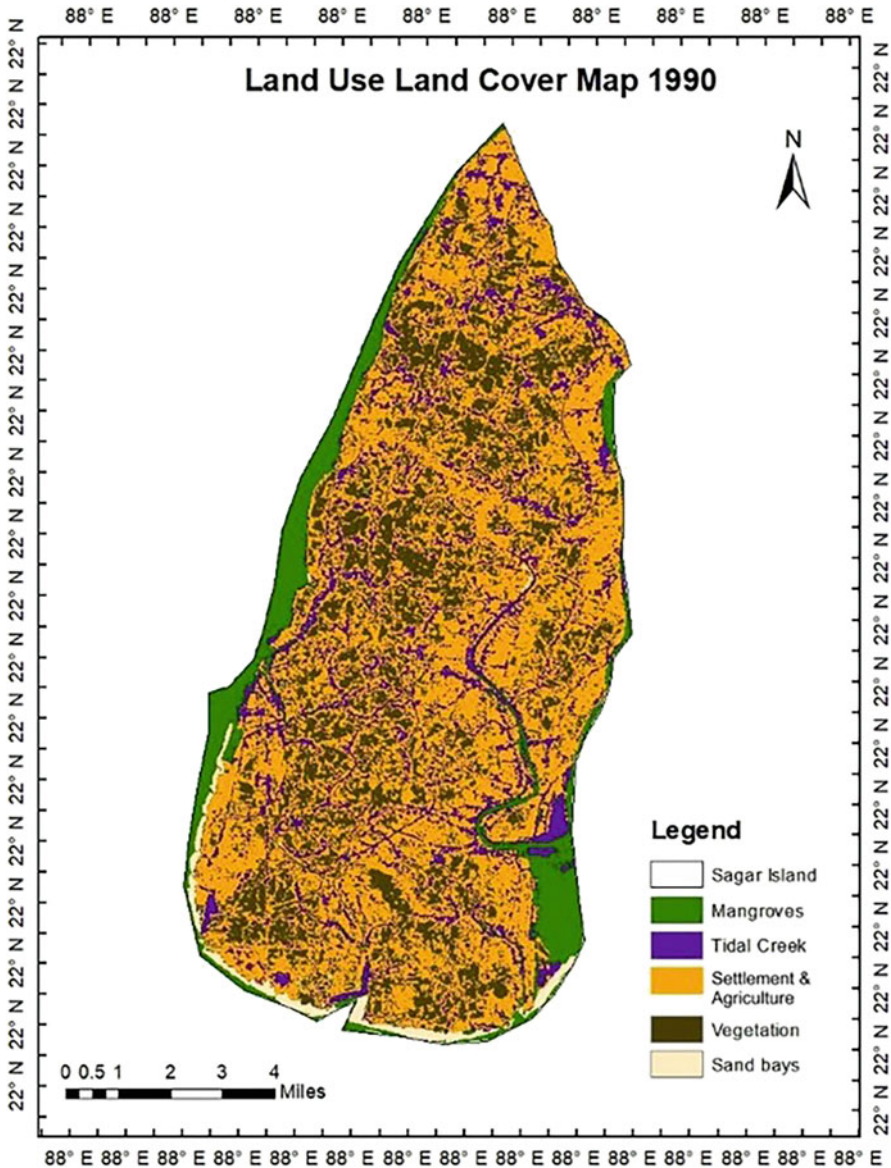 88° E 88° E 88° E 88° E 88° E 88° E 88° E 88° E 88° E 88° E 88° E 88° E 88° E 88° E
22° N 22° N 22° N 22° N 22° N 22° N 22° N 22° N 22° N 22° N 22° N 22° N 22° N 22° N 22° N 22° N 22° N 22° N
Land Use Land Cover Map 1990
N
Legend
Sagar Island
Mangroves
Tidal Creek
Settlement &
Agriculture
Vegetation
Sand bays
0 0.5 1 2 3 4
Miles
22° N 22° N 22° N 22° N 22° N 22° N 22° N 22° N 22° N 22° N 22° N 22° N 22° N 22° N 22° N 22° N 22° N 22° N
88° E 88° E 88° E 88° E 88° E 88° E 88° E 88° E 88° E 88° E 88° E 88° E 88° E 88° E 88° E